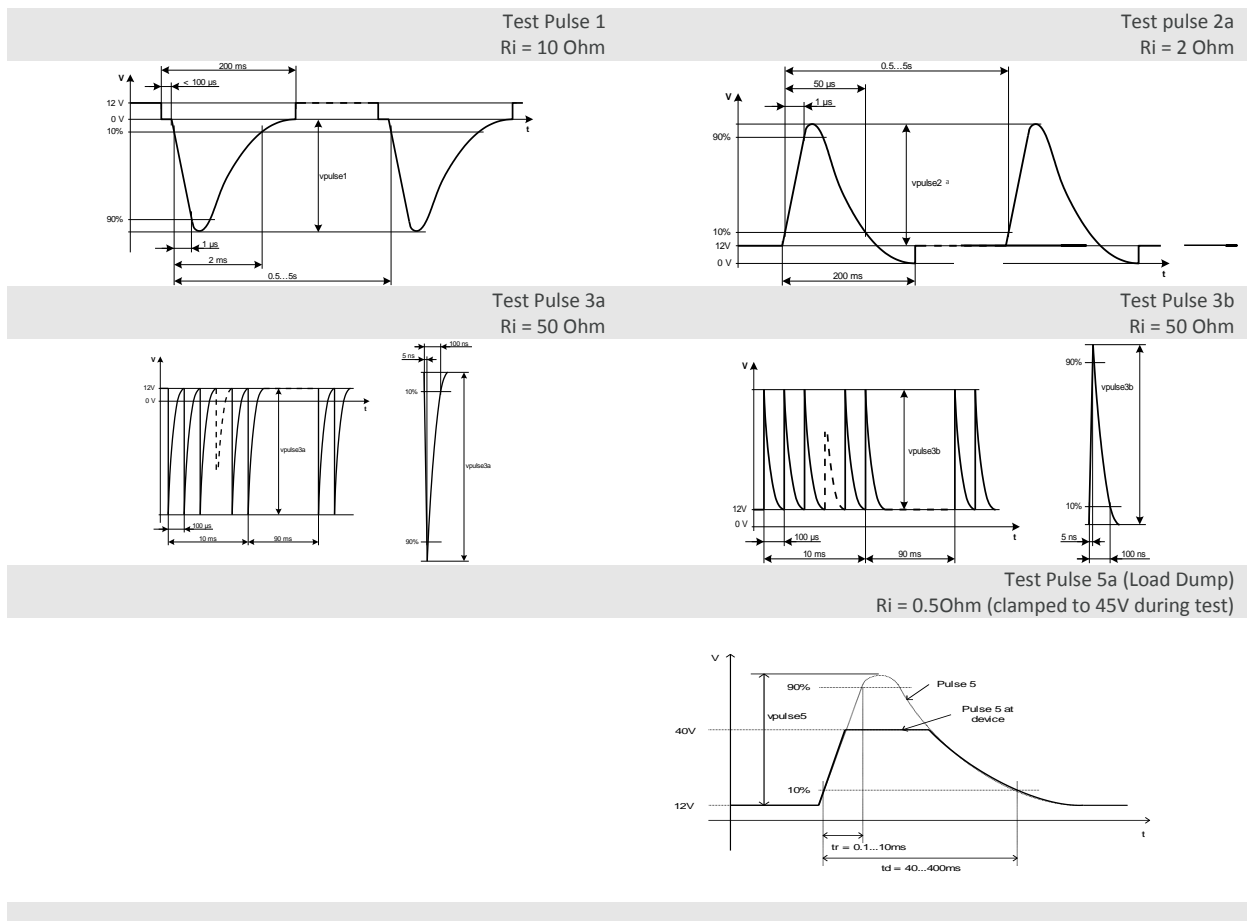 Test Pulse 1
Ri = 10 Ohm
Test pulse 2a
Ri = 2 Ohm
200 ms
V
< 100 µs
12 V
0 V
10%
t
vpulse1
90%
1 µs
2 ms
0.5...5s
0.5...5s
50 µs
V
1 µs
90%
vpulse2 a
10%
12V
0 V
200 ms
t
Test Pulse 3a
Ri = 50 Ohm
Test Pulse 3b
Ri = 50 Ohm
V
12V
0 V
t
vpulse3a
100 µs
10 ms
90 ms
100 ns
5 ns
10%
vpulse3a
90%
V
vpulse3b
12V
0 V
t
100 µs
10 ms
90 ms
90%
vpulse3b
10%
5 ns
100 ns
Test Pulse 5a (Load Dump)
Ri = 0.5Ohm (clamped to 45V during test)
V
90%
Pulse 5
vpulse5
Pulse 5 at
device
40V
10%
12V
t
tr = 0.1...10ms
td = 40...400ms